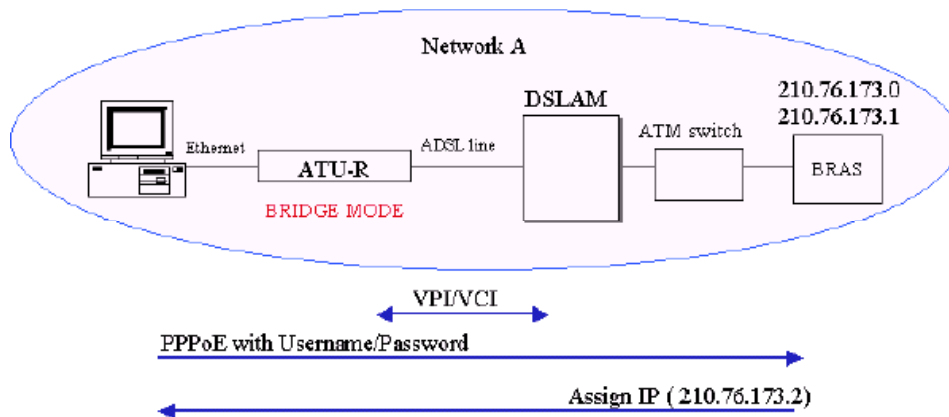 Network A
DSLAM
210.76.173.0
210.76.173.1
Ethernet
ATU-R
ADSL line
ATM switch
BRAS
BRIDGE MODE
VPI/VCI
PPPoE with Username/Password
Assign IP ( 210.76.173.2)